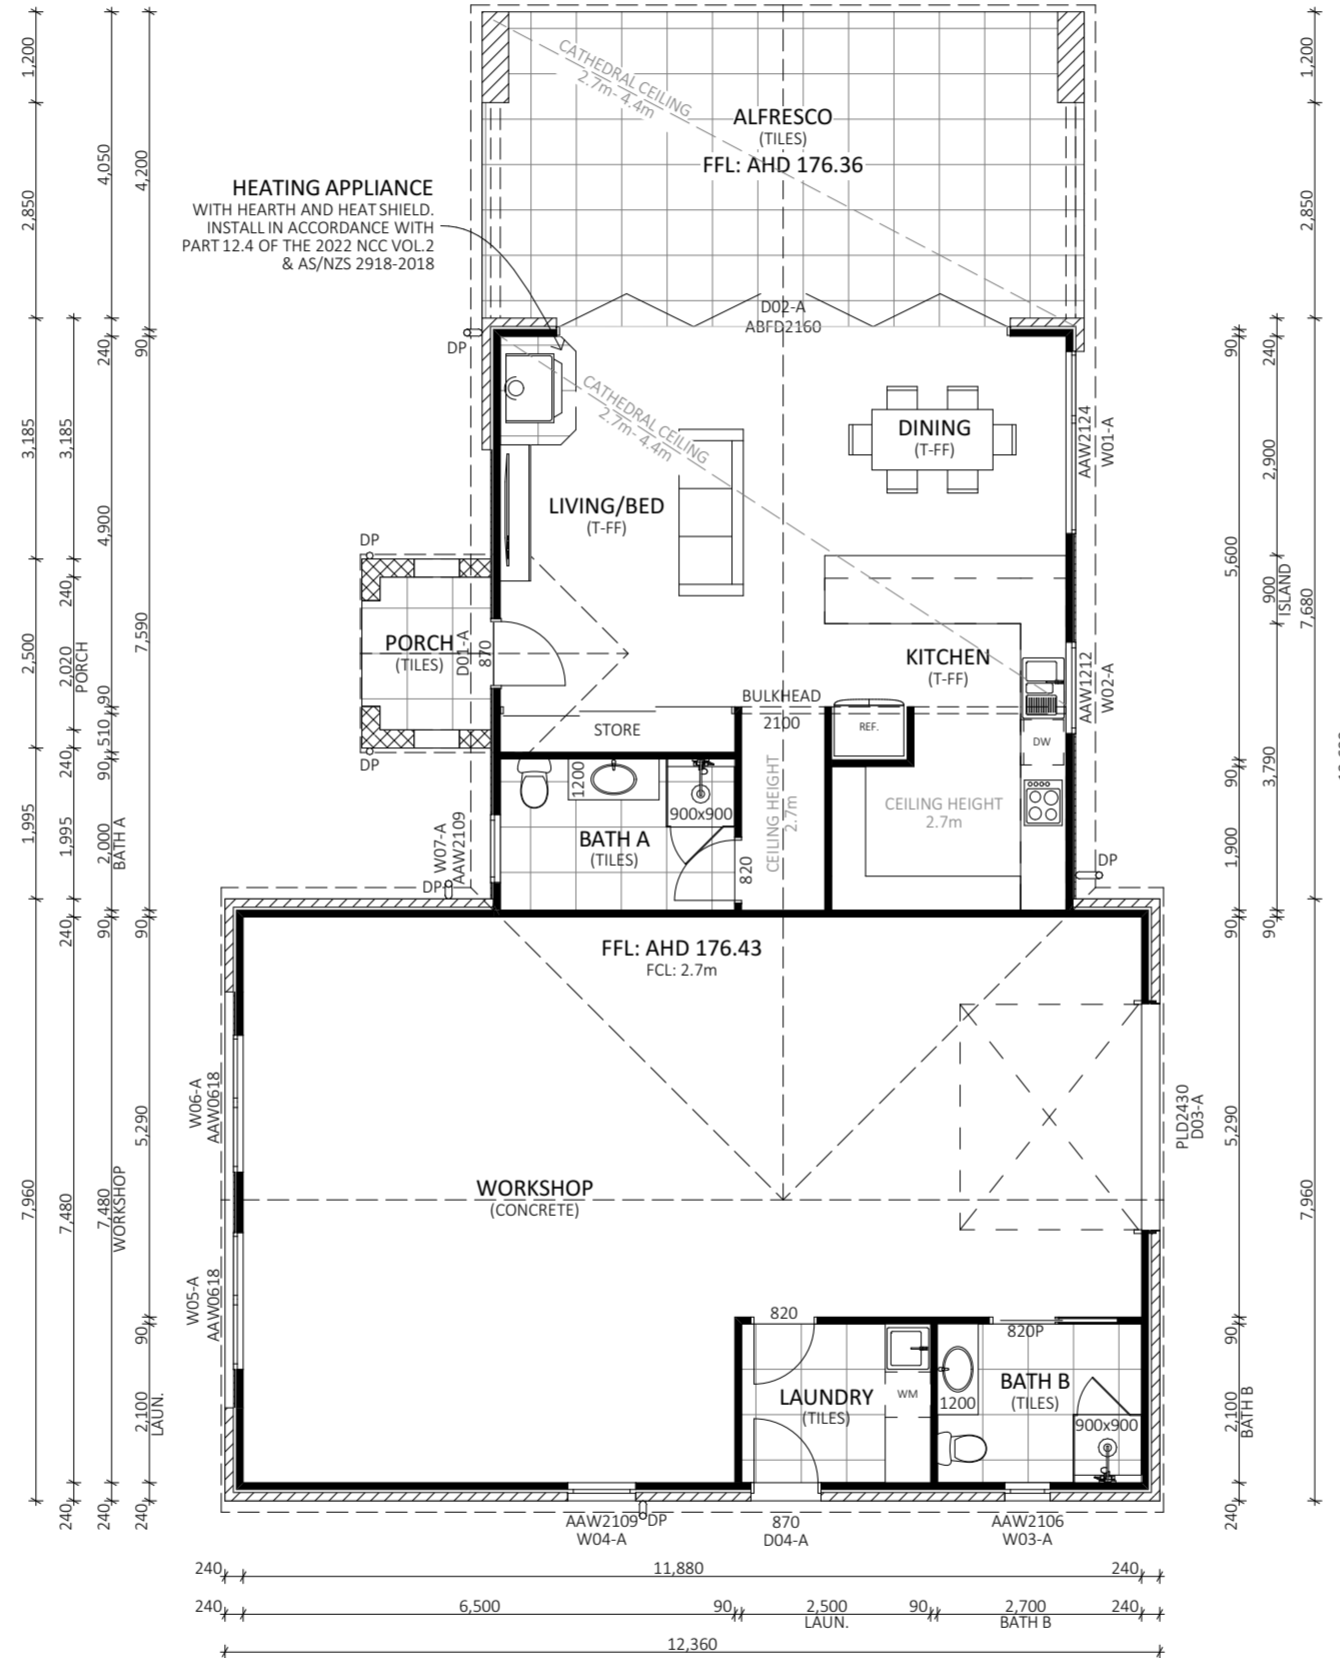 CATHEDRAL CEILING
2.7m- 4.4m
ALFRESCO
(TILES)
FFL: AHD 176.36
HEATING APPLIANCE
WITH HEARTH AND HEAT SHIELD.
INSTALL IN ACCORDANCE WITH
PART 12.4 OF THE 2022 NCC VOL.2
& AS/NZS 2918-2018
D02-A
ABFD2160
DP
CATHEDRAL CEILING
2.7m- 4.4m
DINING
(T-FF)
AAW2124
W01-A
LIVING/BED
(T-FF)
DP
PORCH
(TILES)
D01-A
870
KITCHEN
(T-FF)
AAW1212
W02-A
BULKHEAD
2100
STORE
REF.
DW
DP
1200
900x900
CEILING HEIGHT
2.7m
CEILING HEIGHT
2.7m
BATH A
(TILES)
820
W07-A
AAW2109
DP
DP
FFL: AHD 176.43
FCL: 2.7m
W06-A
AAW0618
PLD2430
D03-A
WORKSHOP
(CONCRETE)
W05-A
AAW0618
820
820P
LAUNDRY
(TILES)
WM
BATH B
(TILES)
1200
900x900
AAW2109
W04-A
DP
870
D04-A
AAW2106
W03-A
1,200
2,850
3,185
2,500
1,995
7,960
3,185
240
2,020
PORCH
240
1,995
240
7,480
240
4,050
240
4,900
90
510
90
2,000
BATH A
90
7,480
WORKSHOP
240
4,200
90
7,590
90
5,290
90
2,100
LAUN.
240
90
5,600
90
1,900
90
5,290
90
2,100
BATH B
240
240
2,900
900
ISLAND
3,790
90
1,200
2,850
7,680
7,960
240
11,880
240
240
6,500
90
2,500
LAUN.
90
2,700
BATH B
240
12,360